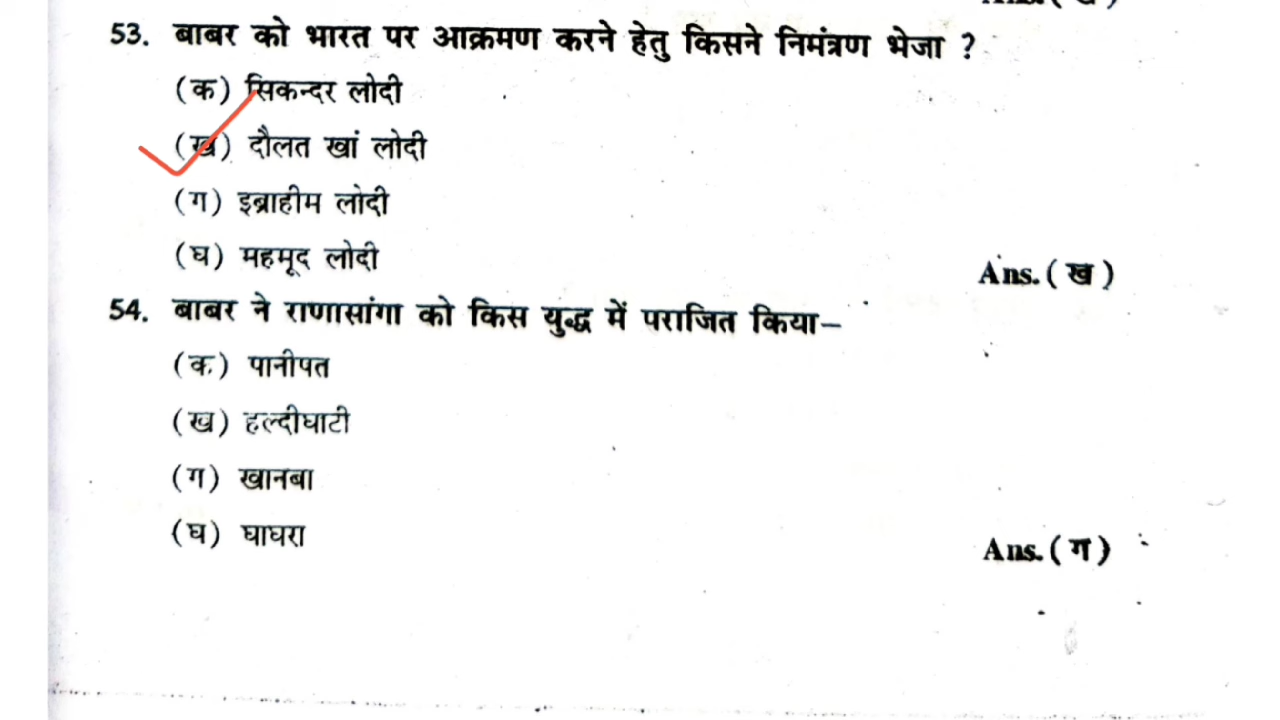 53. बाबर को भारत पर आक्रमण करने हेतु किसने निमंत्रण भेजा ?
(क) सिकन्दर लोदी
(ख) दौलत खां लोदी
(ग) इब्राहीम लोदी
(घ) महमूद लोदी
Ans. ( ख )
54. बाबर ने राणासांगा को किस युद्ध में पराजित किया–
(क) पानीपत
(ख) हल्दीघाटी
(ग) खानबा
(घ) घाघरा
Ans. ( ग )